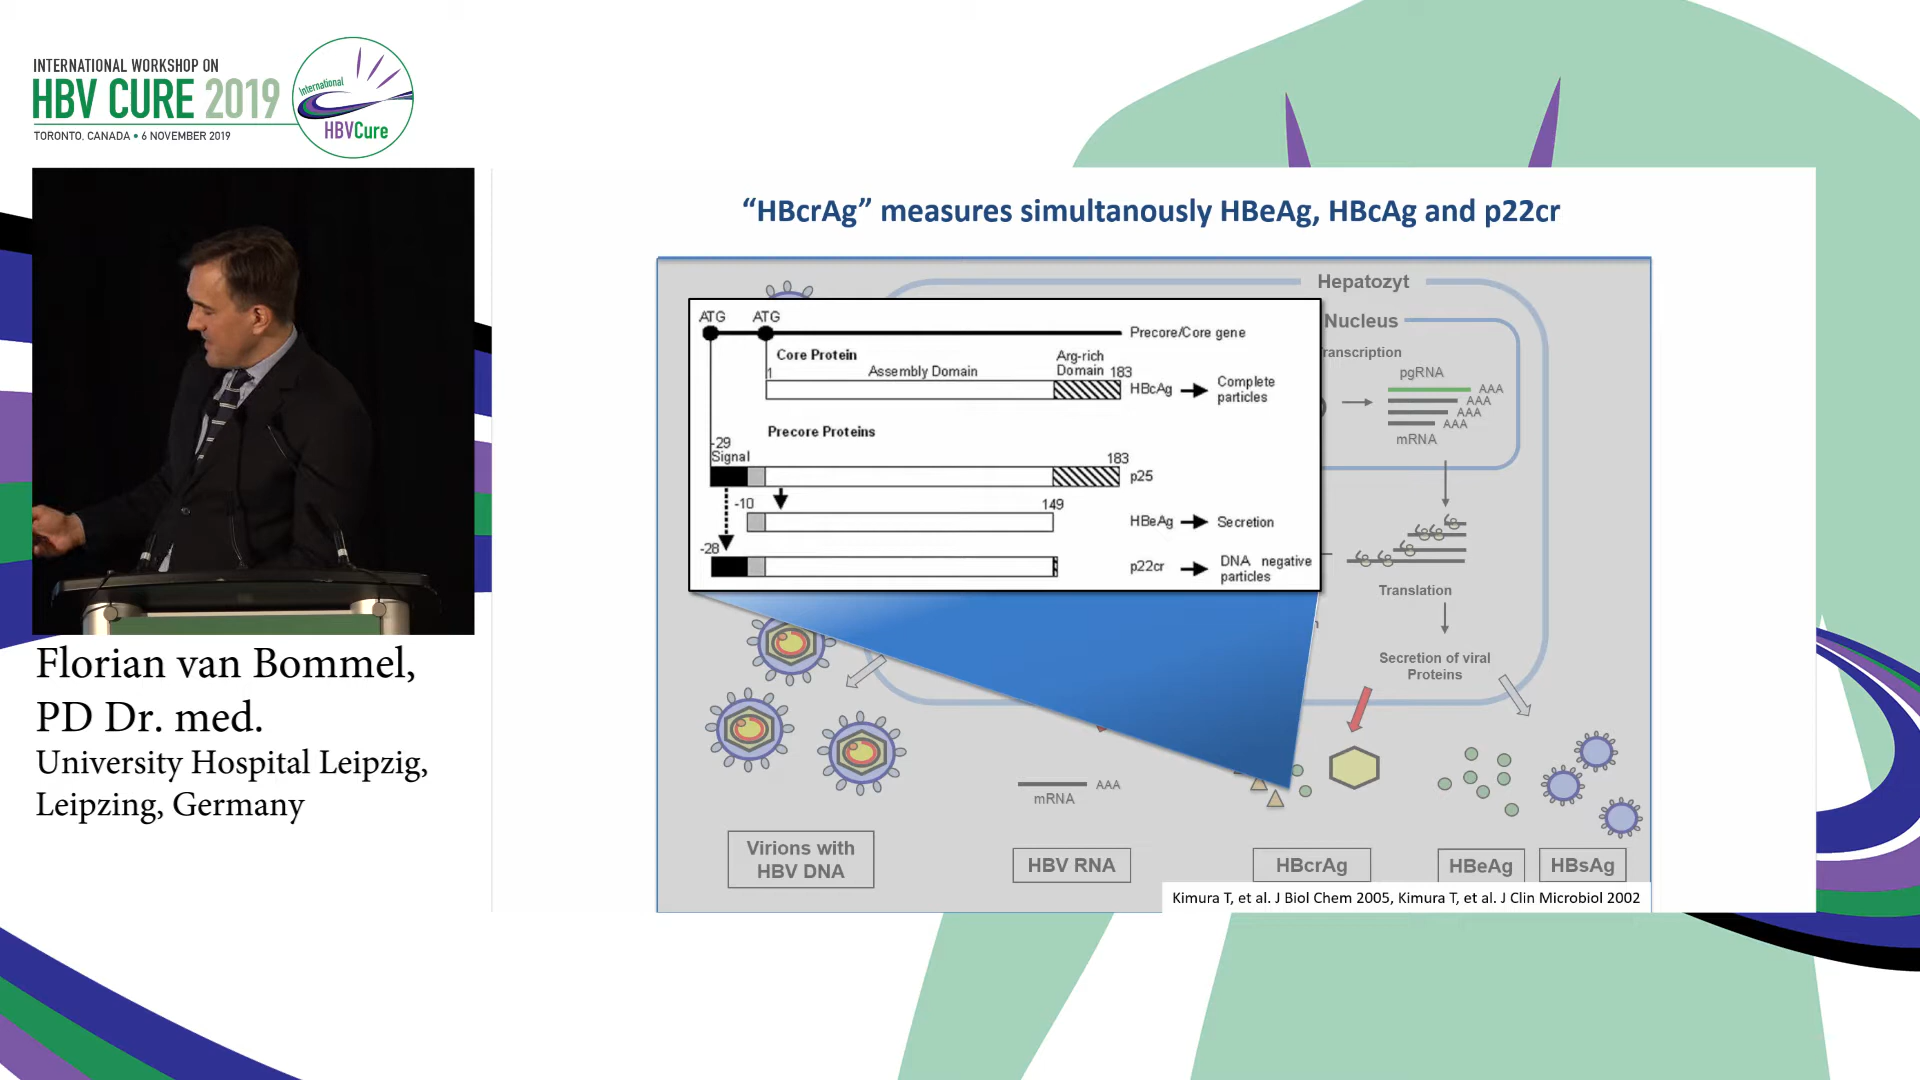 INTERNATIONAL WORKSHOP ON
HBV CURE 2019
TORONTO, CANADA • 6 NOVEMBER 2019
International
HBVCure
Florian van Bommel,
PD Dr. med.
University Hospital Leipzig,
Leipzing, Germany
“HBcrAg” measures simultanously HBeAg, HBcAg and p22cr
Hepatozyt
Nucleus
ranscription
pgRNA
AAA
AAA
AAA
AAA
mRNA
Translation
Secretion of viral
Proteins
ATG ATG
Precore/Core gene
Core Protein
Arg-rich
Domain
1 Assembly Domain 183
HBcAg Complete
particles
Precore Proteins
-29
Signal 183
p25
-10 149
HBeAg Secretion
-28
p22cr DNA negative
particles
mRNA AAA
Virions with
HBV DNA
HBV RNA
HBcrAg
HBeAg
HBsAg
Kimura T, et al. J Biol Chem 2005, Kimura T, et al. J Clin Microbiol 2002